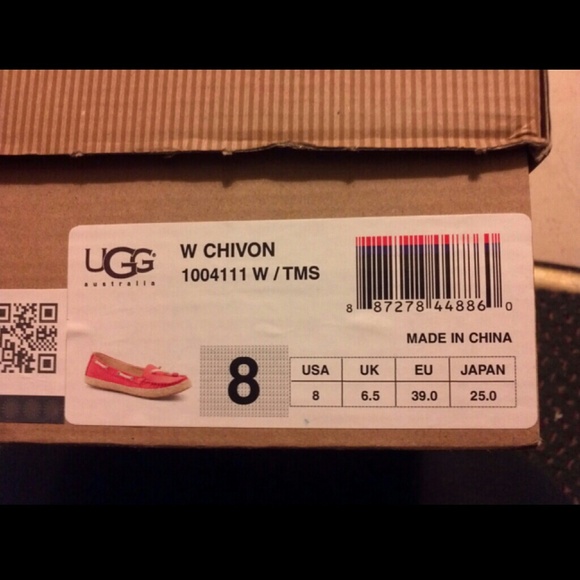 UGG
australia
W CHIVON
1004111 W / TMS
8 87278 44886 0
MADE IN CHINA
8
USA UK EU JAPAN
8 6.5 39.0 25.0